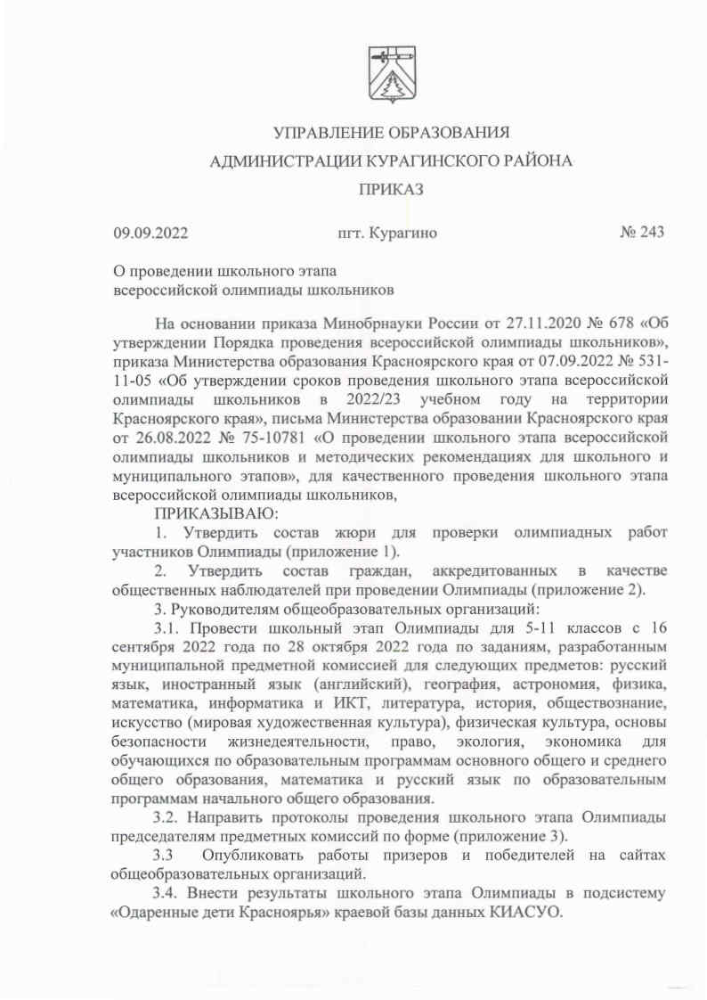 УПРАВЛЕНИЕ ОБРАЗОВАНИЯ
АДМИНИСТРАЦИИ КУРАГИНСКОГО РАЙОНА
ПРИКАЗ
09.09.2022 пгт. Курагино № 243
О проведении школьного этапа
всероссийской олимпиады школьников
На основании приказа Минобрнауки России от 27.11.2020 № 678 «Об
утверждении Порядка проведения всероссийской олимпиады школьников»,
приказа Министерства образования Красноярского края от 07.09.2022 № 531-
11-05 «Об утверждении сроков проведения школьного этапа всероссийской
олимпиады школьников в 2022/23 учебном году на территории
Красноярского края», письма Министерства образовании Красноярского края
от 26.08.2022 № 75-10781 «О проведении школьного этапа всероссийской
олимпиады школьников и методических рекомендациях для школьного и
муниципального этапов», для качественного проведения школьного этапа
всероссийской олимпиады школьников,
ПРИКАЗЫВАЮ:
1. Утвердить состав жюри для проверки олимпиадных работ
участников Олимпиады (приложение 1).
2. Утвердить состав граждан, аккредитованных в качестве
общественных наблюдателей при проведении Олимпиады (приложение 2).
3. Руководителям общеобразовательных организаций:
3.1. Провести школьный этап Олимпиады для 5-11 классов с 16
сентября 2022 года по 28 октября 2022 года по заданиям, разработанным
муниципальной предметной комиссией для следующих предметов: русский
язык, иностранный язык (английский), география, астрономия, физика,
математика, информатика и ИКТ, литература, история, обществознание,
искусство (мировая художественная культура), физическая культура, основы
безопасности жизнедеятельности, право, экология, экономика для
обучающихся по образовательным программам основного общего и среднего
общего образования, математика и русский язык по образовательным
программам начального общего образования.
3.2. Направить протоколы проведения школьного этапа Олимпиады
председателям предметных комиссий по форме (приложение 3).
3.3 Опубликовать работы призеров и победителей на сайтах
общеобразовательных организаций.
3.4. Внести результаты школьного этапа Олимпиады в подсистему
«Одаренные дети Красноярья» краевой базы данных КИАСУО.